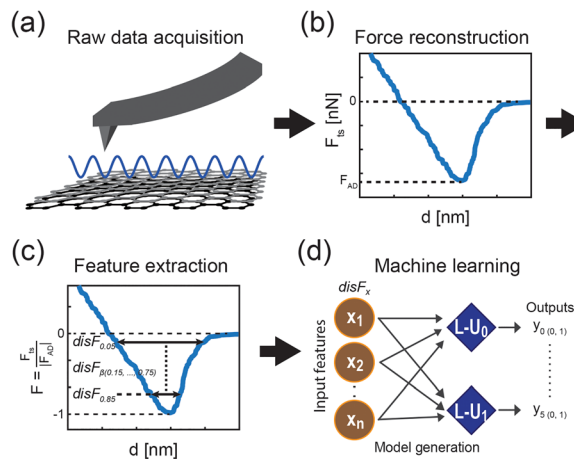 (a) Raw data acquisition
(b) Force reconstruction
0
F_ts [nN]
F_AD
d [nm]
(c) Feature extraction
0
disF_0.05
disF_β(0.15, ..., 0.75)
disF_0.85
-1
F = F_ts / |F_AD|
d [nm]
(d) Machine learning
disF_x
Input features
x_1
x_2
x_n
L-U_0
L-U_1
Outputs
y_0 (0, 1)
y_5 (0, 1)
Model generation